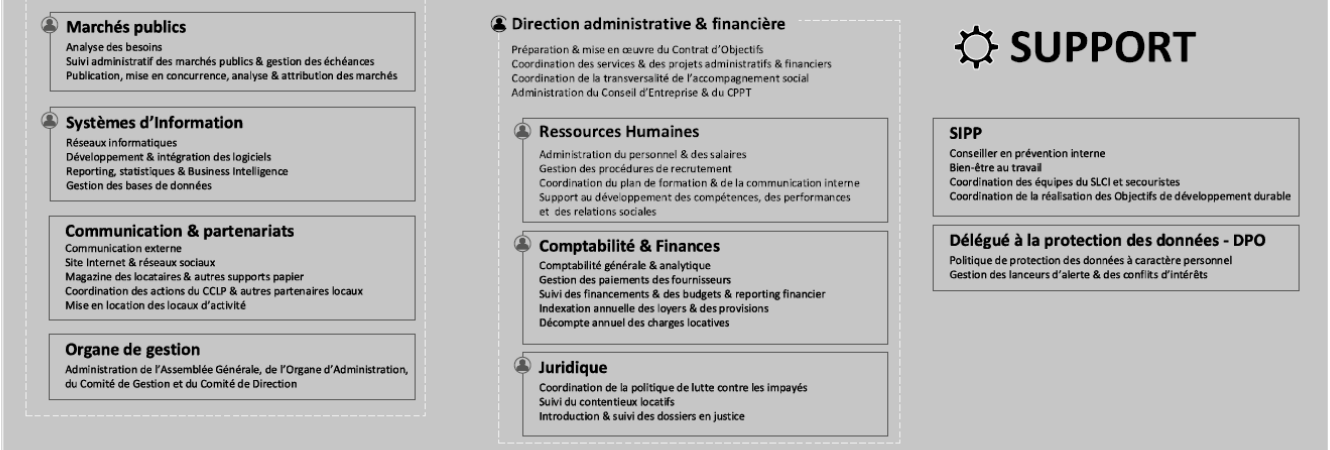 Marchés publics
Analyse des besoins
Suivi administratif des marchés publics & gestion des échéances
Publication, mise en concurrence, analyse & attribution des marchés
Systèmes d'Information
Réseaux informatiques
Développement & intégration des logiciels
Reporting, statistiques & Business Intelligence
Gestion des bases de données
Communication & partenariats
Communication externe
Site Internet & réseaux sociaux
Magazine des locataires & autres supports papier
Coordination des actions du CCLP & autres partenaires locaux
Mise en location des locaux d'activité
Organe de gestion
Administration de l'Assemblée Générale, de l'Organe d'Administration,
du Comité de Gestion et du Comité de Direction
Direction administrative & financière
Préparation & mise en œuvre du Contrat d'Objectifs
Coordination des services & des projets administratifs & financiers
Coordination de la transversalité de l'accompagnement social
Administration du Conseil d'Entreprise & du CPPT
Ressources Humaines
Administration du personnel & des salaires
Gestion des procédures de recrutement
Coordination du plan de formation & de la communication interne
Support au développement des compétences, des performances
et des relations sociales
Comptabilité & Finances
Comptabilité générale & analytique
Gestion des paiements des fournisseurs
Suivi des financements & des budgets & reporting financier
Indexation annuelle des loyers & des provisions
Décompte annuel des charges locatives
Juridique
Coordination de la politique de lutte contre les impayés
Suivi du contentieux locatifs
Introduction & suivi des dossiers en justice
SUPPORT
SIPP
Conseiller en prévention interne
Bien-être au travail
Coordination des équipes du SLCI et secouristes
Coordination de la réalisation des Objectifs de développement durable
Délégué à la protection des données - DPO
Politique de protection des données à caractère personnel
Gestion des lanceurs d'alerte & des conflits d'intérêts